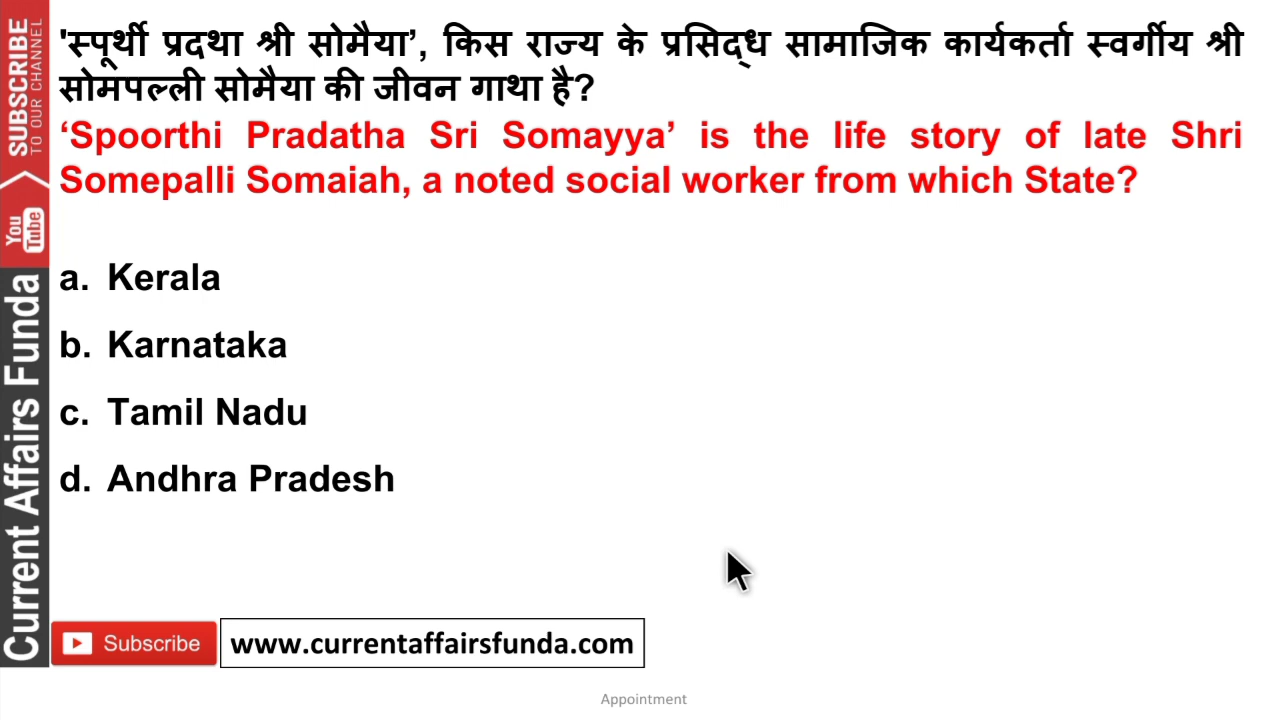 'स्पूर्थी प्रदथा श्री सोमैया’, किस राज्य के प्रसिद्ध सामाजिक कार्यकर्ता स्वर्गीय श्री
सोमपल्ली सोमैया की जीवन गाथा है?
‘Spoorthi Pradatha Sri Somayya’ is the life story of late Shri
Somepalli Somaiah, a noted social worker from which State?
a. Kerala
b. Karnataka
c. Tamil Nadu
d. Andhra Pradesh
SUBSCRIBE
TO OUR CHANNEL
You
Tube
Current Affairs Funda
Subscribe
www.currentaffairsfunda.com
Appointment